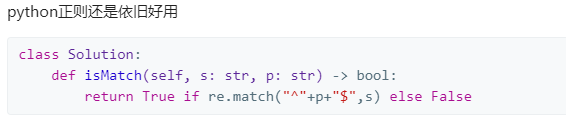 python正则还是依旧好用
class Solution:
    def isMatch(self, s: str, p: str) -> bool:
        return True if re.match("^"+p+"$",s) else False